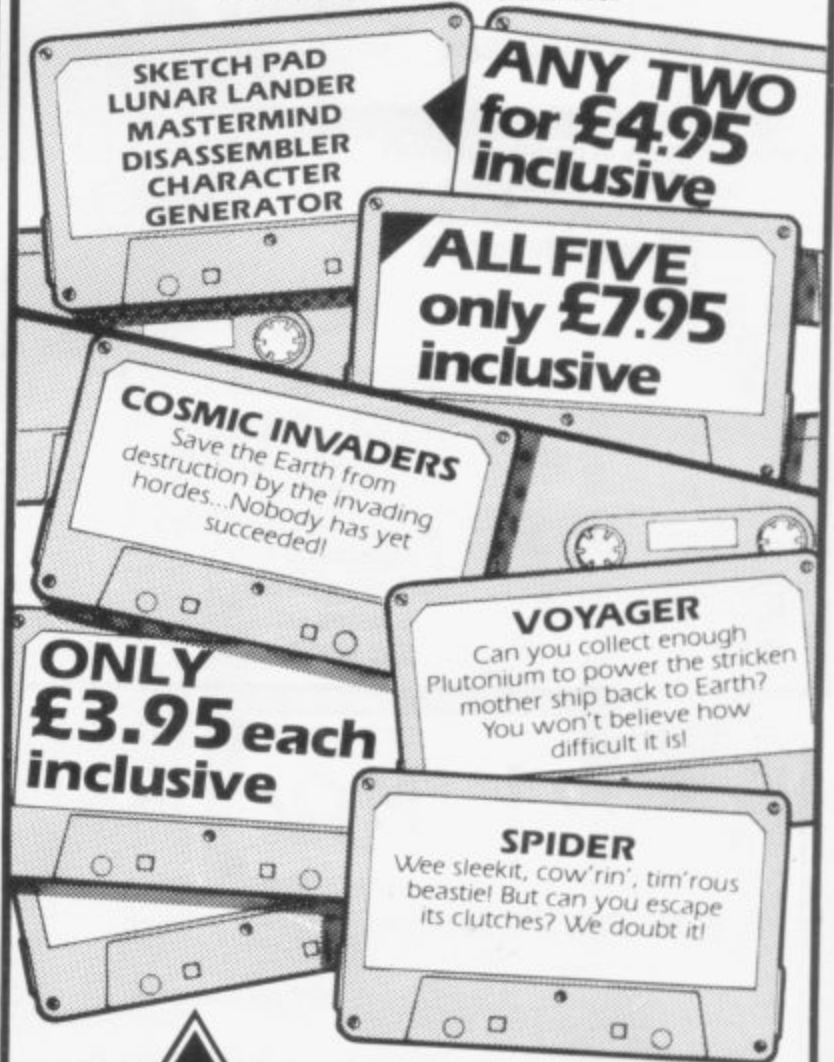 SKETCH PAD
LUNAR LANDER
MASTERMIND
DISASSEMBLER
CHARACTER
GENERATOR
ANY TWO
for £4.95
inclusive
ALL FIVE
only £7.95
inclusive
COSMIC INVADERS
Save the Earth from
destruction by the invading
hordes...Nobody has yet
succeeded!
VOYAGER
Can you collect enough
Plutonium to power the stricken
mother ship back to Earth?
You won't believe how
difficult it is!
ONLY
£3.95 each
inclusive
SPIDER
Wee sleekit, cow'rin', tim'rous
beastie! But can you escape
its clutches? We doubt it!